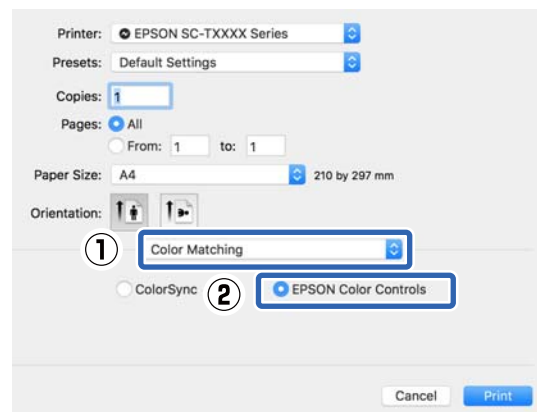 Printer: EPSON SC-TXXXX Series
Presets: Default Settings
Copies: 1
Pages: All
From: 1 to: 1
Paper Size: A4 210 by 297 mm
Orientation:
① Color Matching
ColorSync ② EPSON Color Controls
Cancel Print